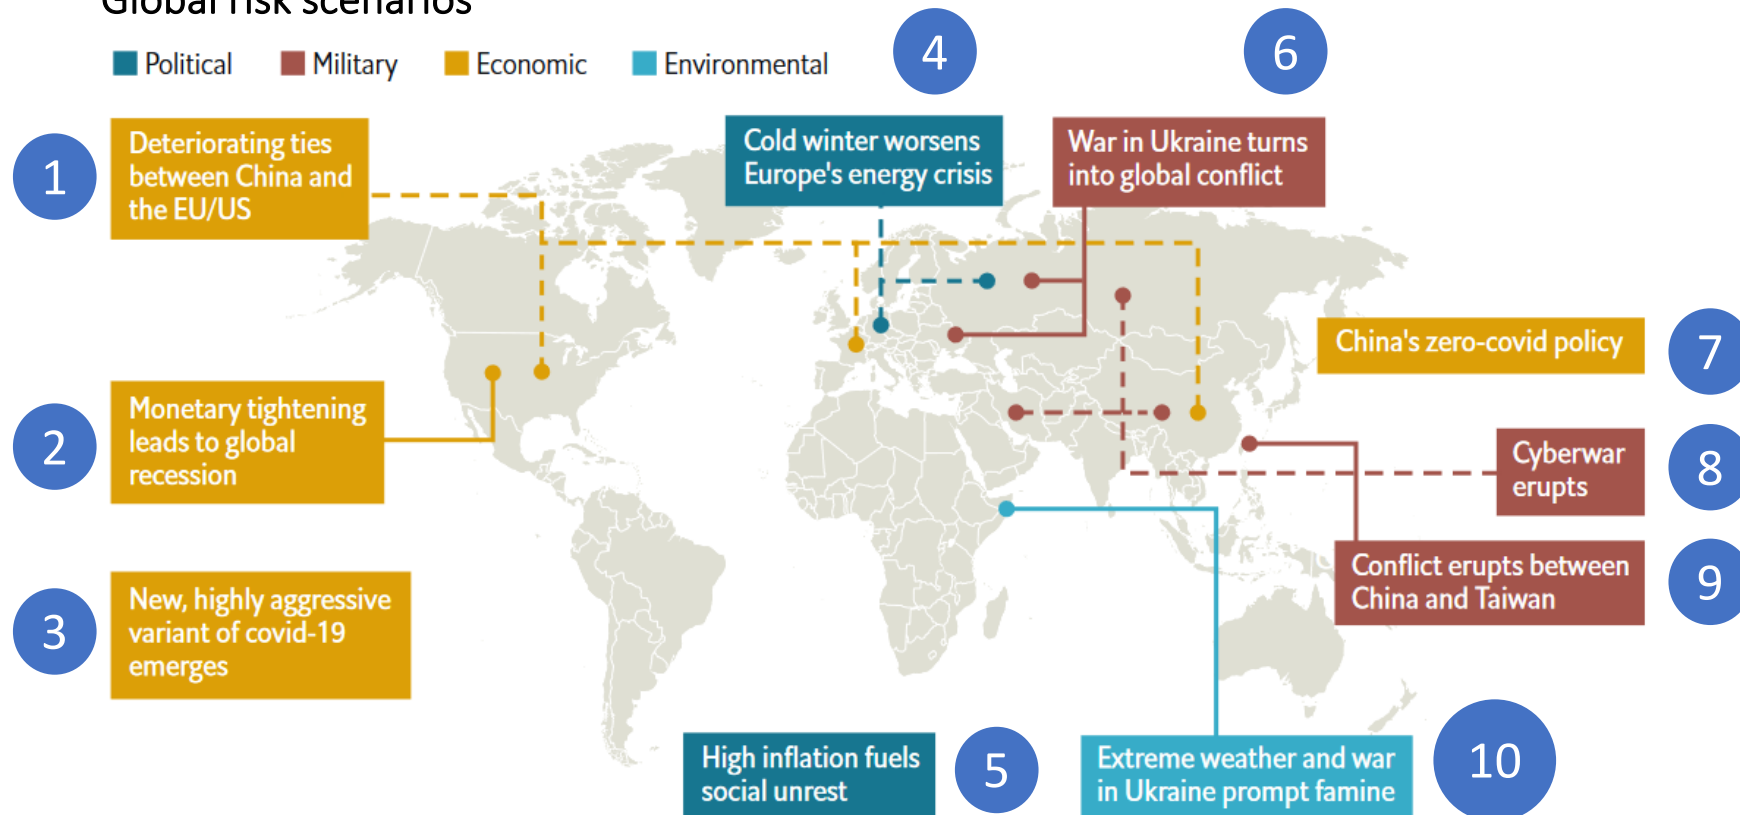 Global risk scenarios
Political
Military
Economic
Environmental
4
6
1
Deteriorating ties
between China and
the EU/US
Cold winter worsens
Europe's energy crisis
War in Ukraine turns
into global conflict
China's zero-covid policy
7
2
Monetary tightening
leads to global
recession
Cyberwar
erupts
8
Conflict erupts between
China and Taiwan
9
3
New, highly aggressive
variant of covid-19
emerges
High inflation fuels
social unrest
5
Extreme weather and war
in Ukraine prompt famine
10